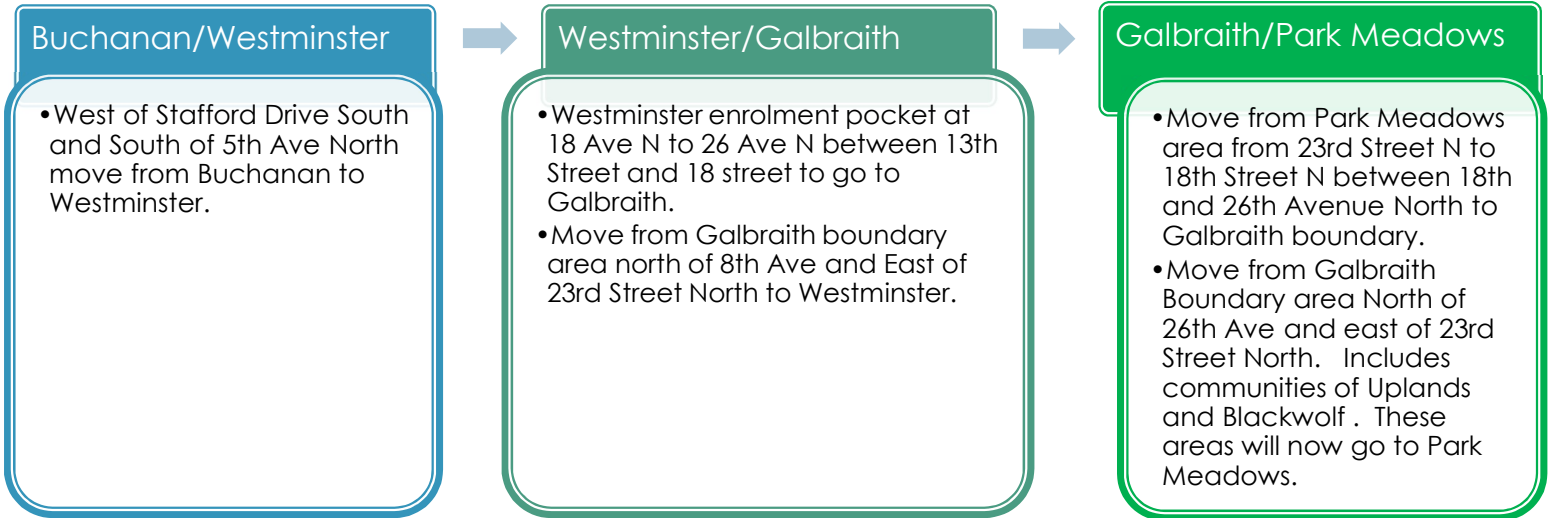 Buchanan/Westminster
•West of Stafford Drive South
and South of 5th Ave North
move from Buchanan to
Westminster.
Westminster/Galbraith
•Westminster enrolment pocket at
18 Ave N to 26 Ave N between 13th
Street and 18 street to go to
Galbraith.
•Move from Galbraith boundary
area north of 8th Ave and East of
23rd Street North to Westminster.
Galbraith/Park Meadows
•Move from Park Meadows
area from 23rd Street N to
18th Street N between 18th
and 26th Avenue North to
Galbraith boundary.
•Move from Galbraith
Boundary area North of
26th Ave and east of 23rd
Street North.   Includes
communities of Uplands
and Blackwolf .  These
areas will now go to Park
Meadows.